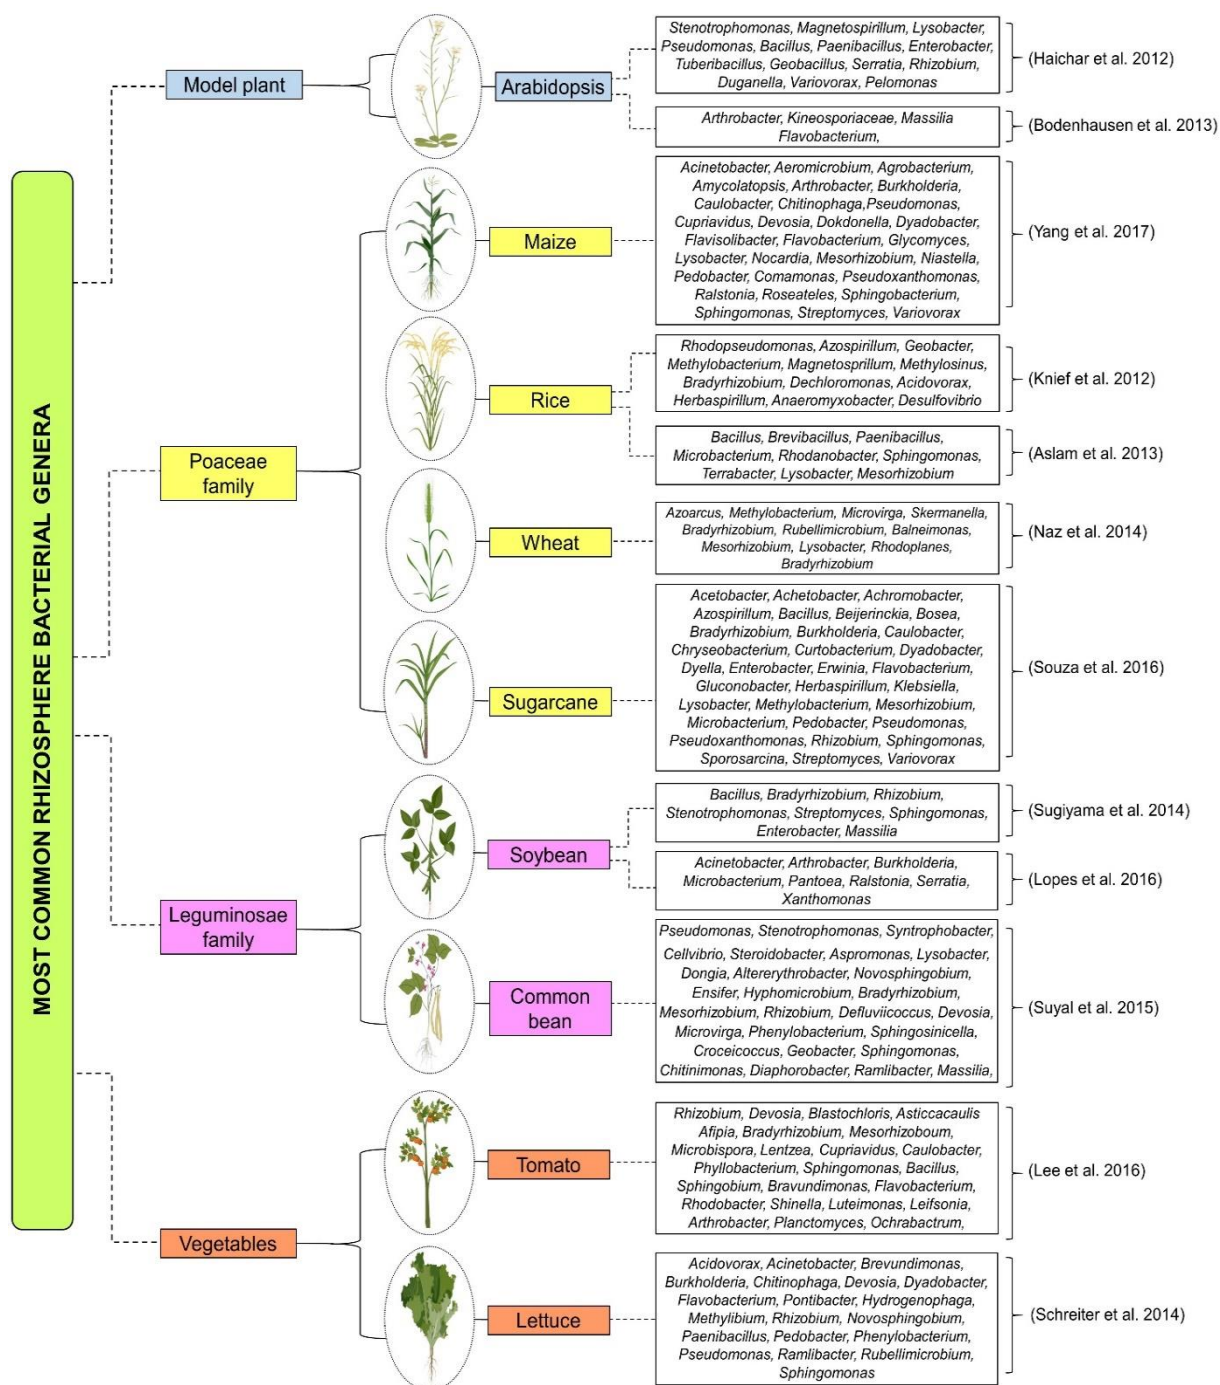 MOST COMMON RHIZOSPHERE BACTERIAL GENERA
Model plant
Arabidopsis
Stenotrophomonas, Magnetospirillum, Lysobacter,
Pseudomonas, Bacillus, Paenibacillus, Enterobacter,
Tuberibacillus, Geobacillus, Serratia, Rhizobium,
Duganella, Variovorax, Pelomonas
(Haichar et al. 2012)
Arthrobacter, Kineosporiaceae, Massilia
Flavobacterium,
(Bodenhausen et al. 2013)
Poaceae
family
Maize
Acinetobacter, Aeromicrobium, Agrobacterium,
Amycolatopsis, Arthrobacter, Burkholderia,
Caulobacter, Chitinophaga,Pseudomonas,
Cupriavidus, Devosia, Dokdonella, Dyadobacter,
Flavisolibacter, Flavobacterium, Glycomyces,
Lysobacter, Nocardia, Mesorhizobium, Niastella,
Pedobacter, Comamonas, Pseudoxanthomonas,
Ralstonia, Roseateles, Sphingobacterium,
Sphingomonas, Streptomyces, Variovorax
(Yang et al. 2017)
Rice
Rhodopseudomonas, Azospirillum, Geobacter,
Methylobacterium, Magnetosprillum, Methylosinus,
Bradyrhizobium, Dechloromonas, Acidovorax,
Herbaspirillum, Anaeromyxobacter, Desulfovibrio
(Knief et al. 2012)
Bacillus, Brevibacillus, Paenibacillus,
Microbacterium, Rhodanobacter, Sphingomonas,
Terrabacter, Lysobacter, Mesorhizobium
(Aslam et al. 2013)
Wheat
Azoarcus, Methylobacterium, Microvirga, Skermanella,
Bradyrhizobium, Rubellimicrobium, Balneimonas,
Mesorhizobium, Lysobacter, Rhodoplanes,
Bradyrhizobium
(Naz et al. 2014)
Sugarcane
Acetobacter, Achetobacter, Achromobacter,
Azospirillum, Bacillus, Beijerinckia, Bosea,
Bradyrhizobium, Burkholderia, Caulobacter,
Chryseobacterium, Curtobacterium, Dyadobacter,
Dyella, Enterobacter, Erwinia, Flavobacterium,
Gluconobacter, Herbaspirillum, Klebsiella,
Lysobacter, Methylobacterium, Mesorhizobium,
Microbacterium, Pedobacter, Pseudomonas,
Pseudoxanthomonas, Rhizobium, Sphingomonas,
Sporosarcina, Streptomyces, Variovorax
(Souza et al. 2016)
Leguminosae
family
Soybean
Bacillus, Bradyrhizobium, Rhizobium,
Stenotrophomonas, Streptomyces, Sphingomonas,
Enterobacter, Massilia
(Sugiyama et al. 2014)
Acinetobacter, Arthrobacter, Burkholderia,
Microbacterium, Pantoea, Ralstonia, Serratia,
Xanthomonas
(Lopes et al. 2016)
Common
bean
Pseudomonas, Stenotrophomonas, Syntrophobacter,
Cellvibrio, Steroidobacter, Aspromonas, Lysobacter,
Dongia, Altererythrobacter, Novosphingobium,
Ensifer, Hyphomicrobium, Bradyrhizobium,
Mesorhizobium, Rhizobium, Defluviicoccus, Devosia,
Microvirga, Phenylobacterium, Sphingosinicella,
Croceicoccus, Geobacter, Sphingomonas,
Chitinimonas, Diaphorobacter, Ramlibacter, Massilia,
(Suyal et al. 2015)
Vegetables
Tomato
Rhizobium, Devosia, Blastochloris, Asticcacaulis
Afipia, Bradyrhizobium, Mesorhizoboum,
Microbispora, Lentzea, Cupriavidus, Caulobacter,
Phyllobacterium, Sphingomonas, Bacillus,
Sphingobium, Bravundimonas, Flavobacterium,
Rhodobacter, Shinella, Luteimonas, Leifsonia,
Arthrobacter, Planctomyces, Ochrabactrum,
(Lee et al. 2016)
Lettuce
Acidovorax, Acinetobacter, Brevundimonas,
Burkholderia, Chitinophaga, Devosia, Dyadobacter,
Flavobacterium, Pontibacter, Hydrogenophaga,
Methylibium, Rhizobium, Novosphingobium,
Paenibacillus, Pedobacter, Phenylobacterium,
Pseudomonas, Ramlibacter, Rubellimicrobium,
Sphingomonas
(Schreiter et al. 2014)